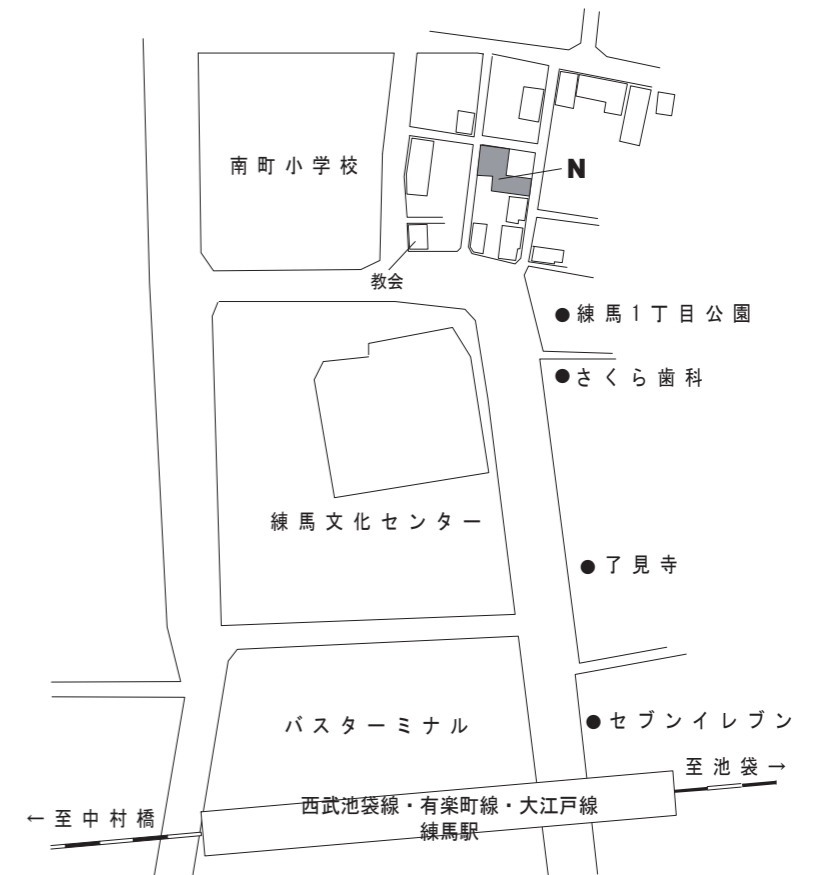 南町小学校
N
教会
練馬1丁目公園
さくら歯科
練馬文化センター
了見寺
セブンイレブン
バスターミナル
至池袋→
←至中村橋
西武池袋線・有楽町線・大江戸線
練馬駅